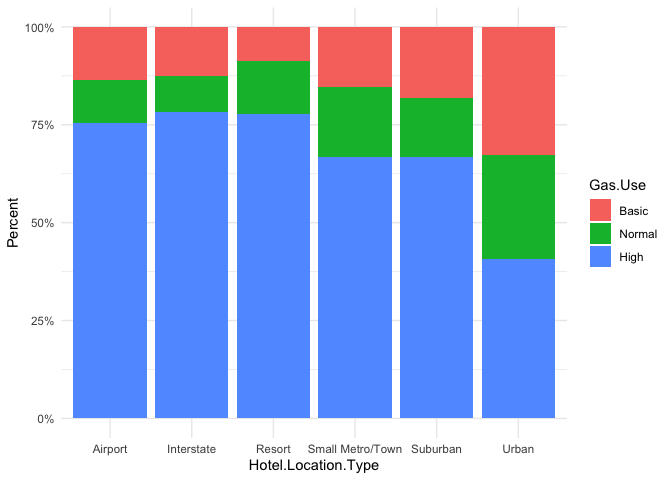 100%
75%
50%
25%
0%
Percent
Airport Interstate Resort Small Metro/Town Suburban Urban
Hotel.Location.Type
Gas.Use
Basic
Normal
High